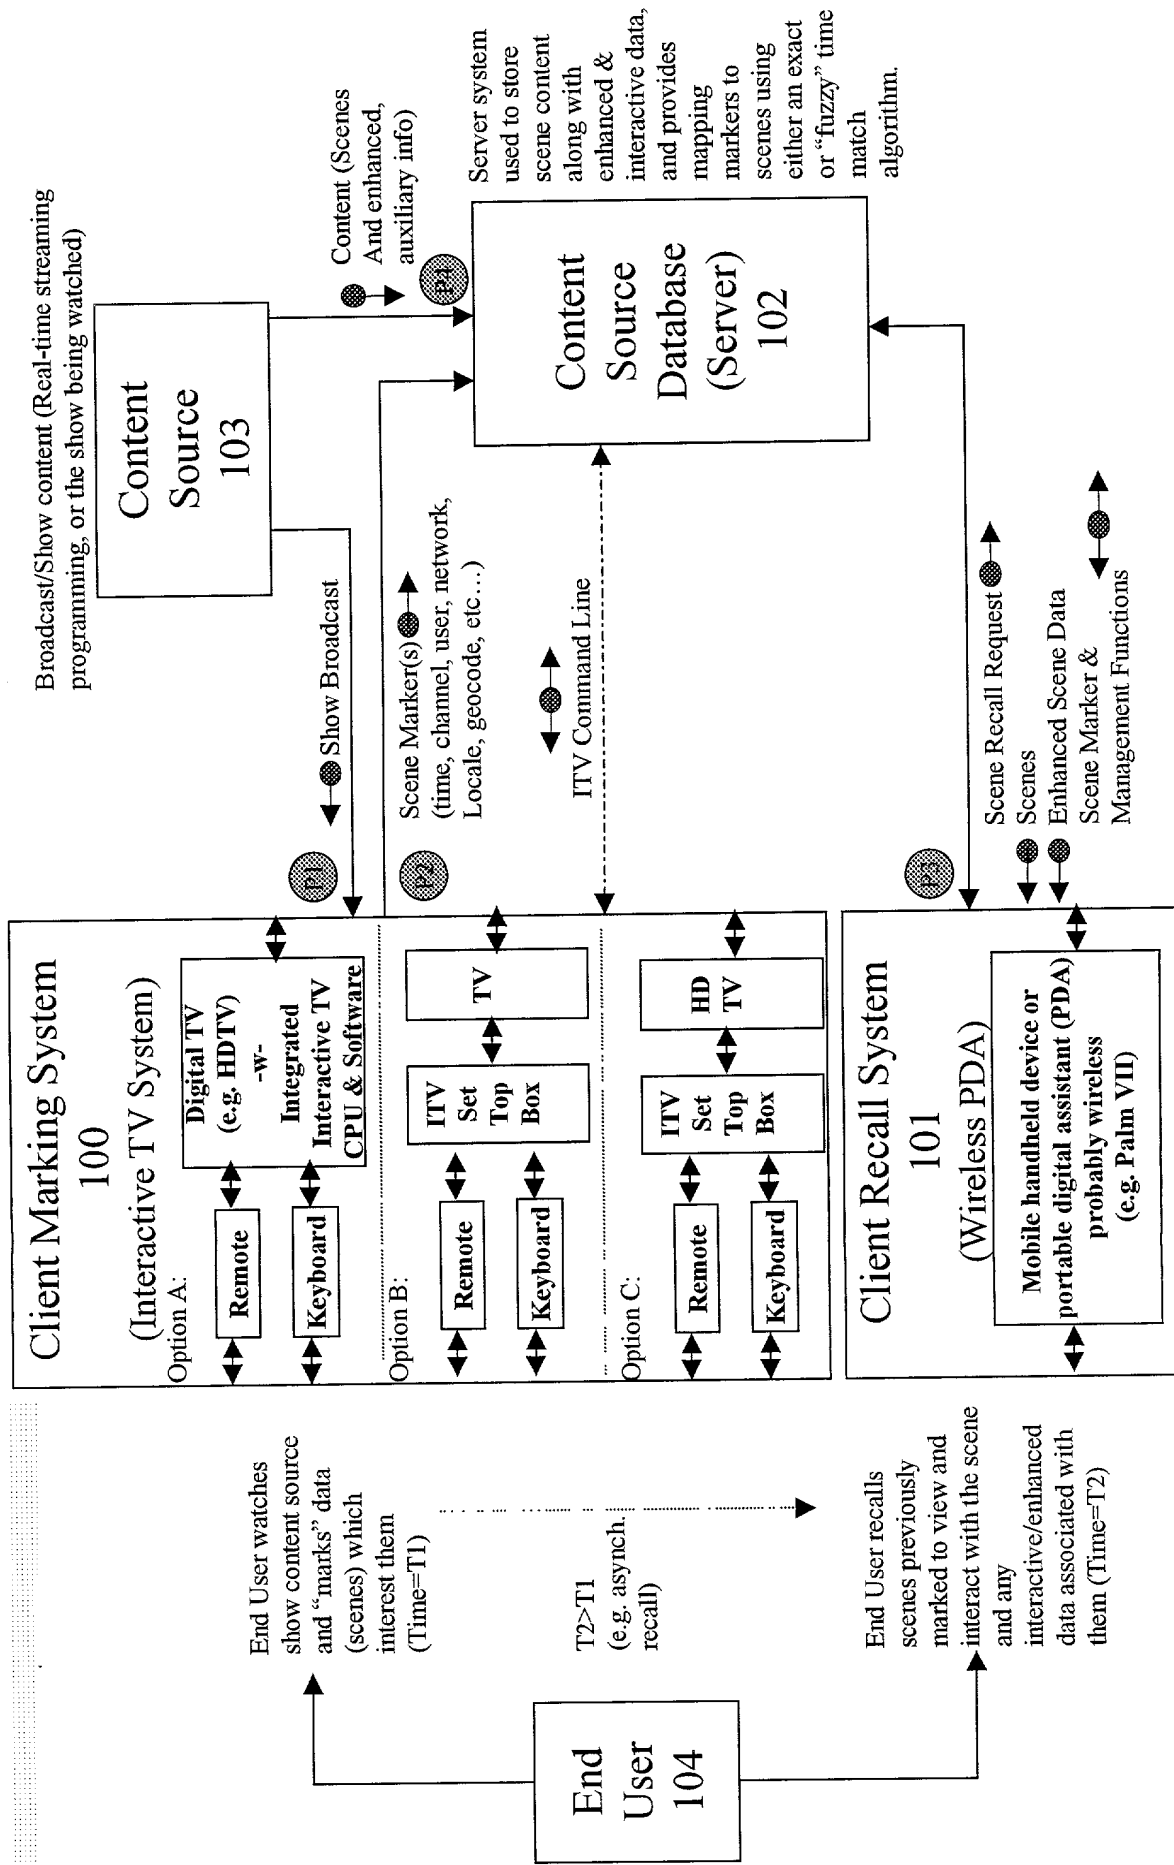 Broadcast/Show content (Real-time streaming
programming, or the show being watched)
Content
Source
103
Content (Scenes
And enhanced,
auxiliary info)
P4
Server system
used to store
scene content
along with
enhanced &
interactive data,
and provides
mapping
markers to
scenes using
either an exact
or “fuzzy” time
match
algorithm.
Content
Source
Database
(Server)
102
Show Broadcast
P1
Scene Marker(s)
(time, channel, user, network,
Locale, geocode, etc…)
P2
ITV Command Line
P3
Scene Recall Request
Scenes
Enhanced Scene Data
Scene Marker &
Management Functions
Client Marking System
100
(Interactive TV System)
Option A:
Remote
Keyboard
Digital TV
(e.g. HDTV)
-w-
Integrated
Interactive TV
CPU & Software
Option B:
Remote
Keyboard
ITV
Set
Top
Box
TV
Option C:
Remote
Keyboard
ITV
Set
Top
Box
HD
TV
Client Recall System
101
(Wireless PDA)
Mobile handheld device or
portable digital assistant (PDA)
probably wireless
(e.g. Palm VII)
End User watches
show content source
and “marks” data
(scenes) which
interest them
(Time=T1)
T2>T1
(e.g. asynch.
recall)
End User recalls
scenes previously
marked to view and
interact with the scene
and any
interactive/enhanced
data associated with
them (Time=T2)
End
User
104